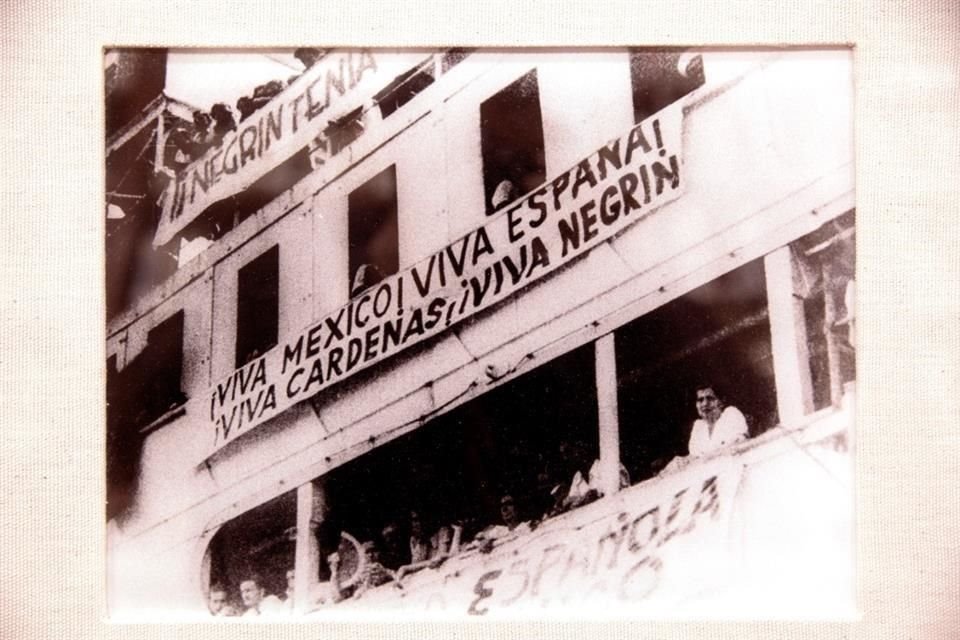 ¡¡¡NEGRIN TENIA
¡VIVA MEXICO! ¡VIVA ESPAÑA!
¡VIVA CARDENAS! ¡VIVA NEGRIN
ESPAÑOLA